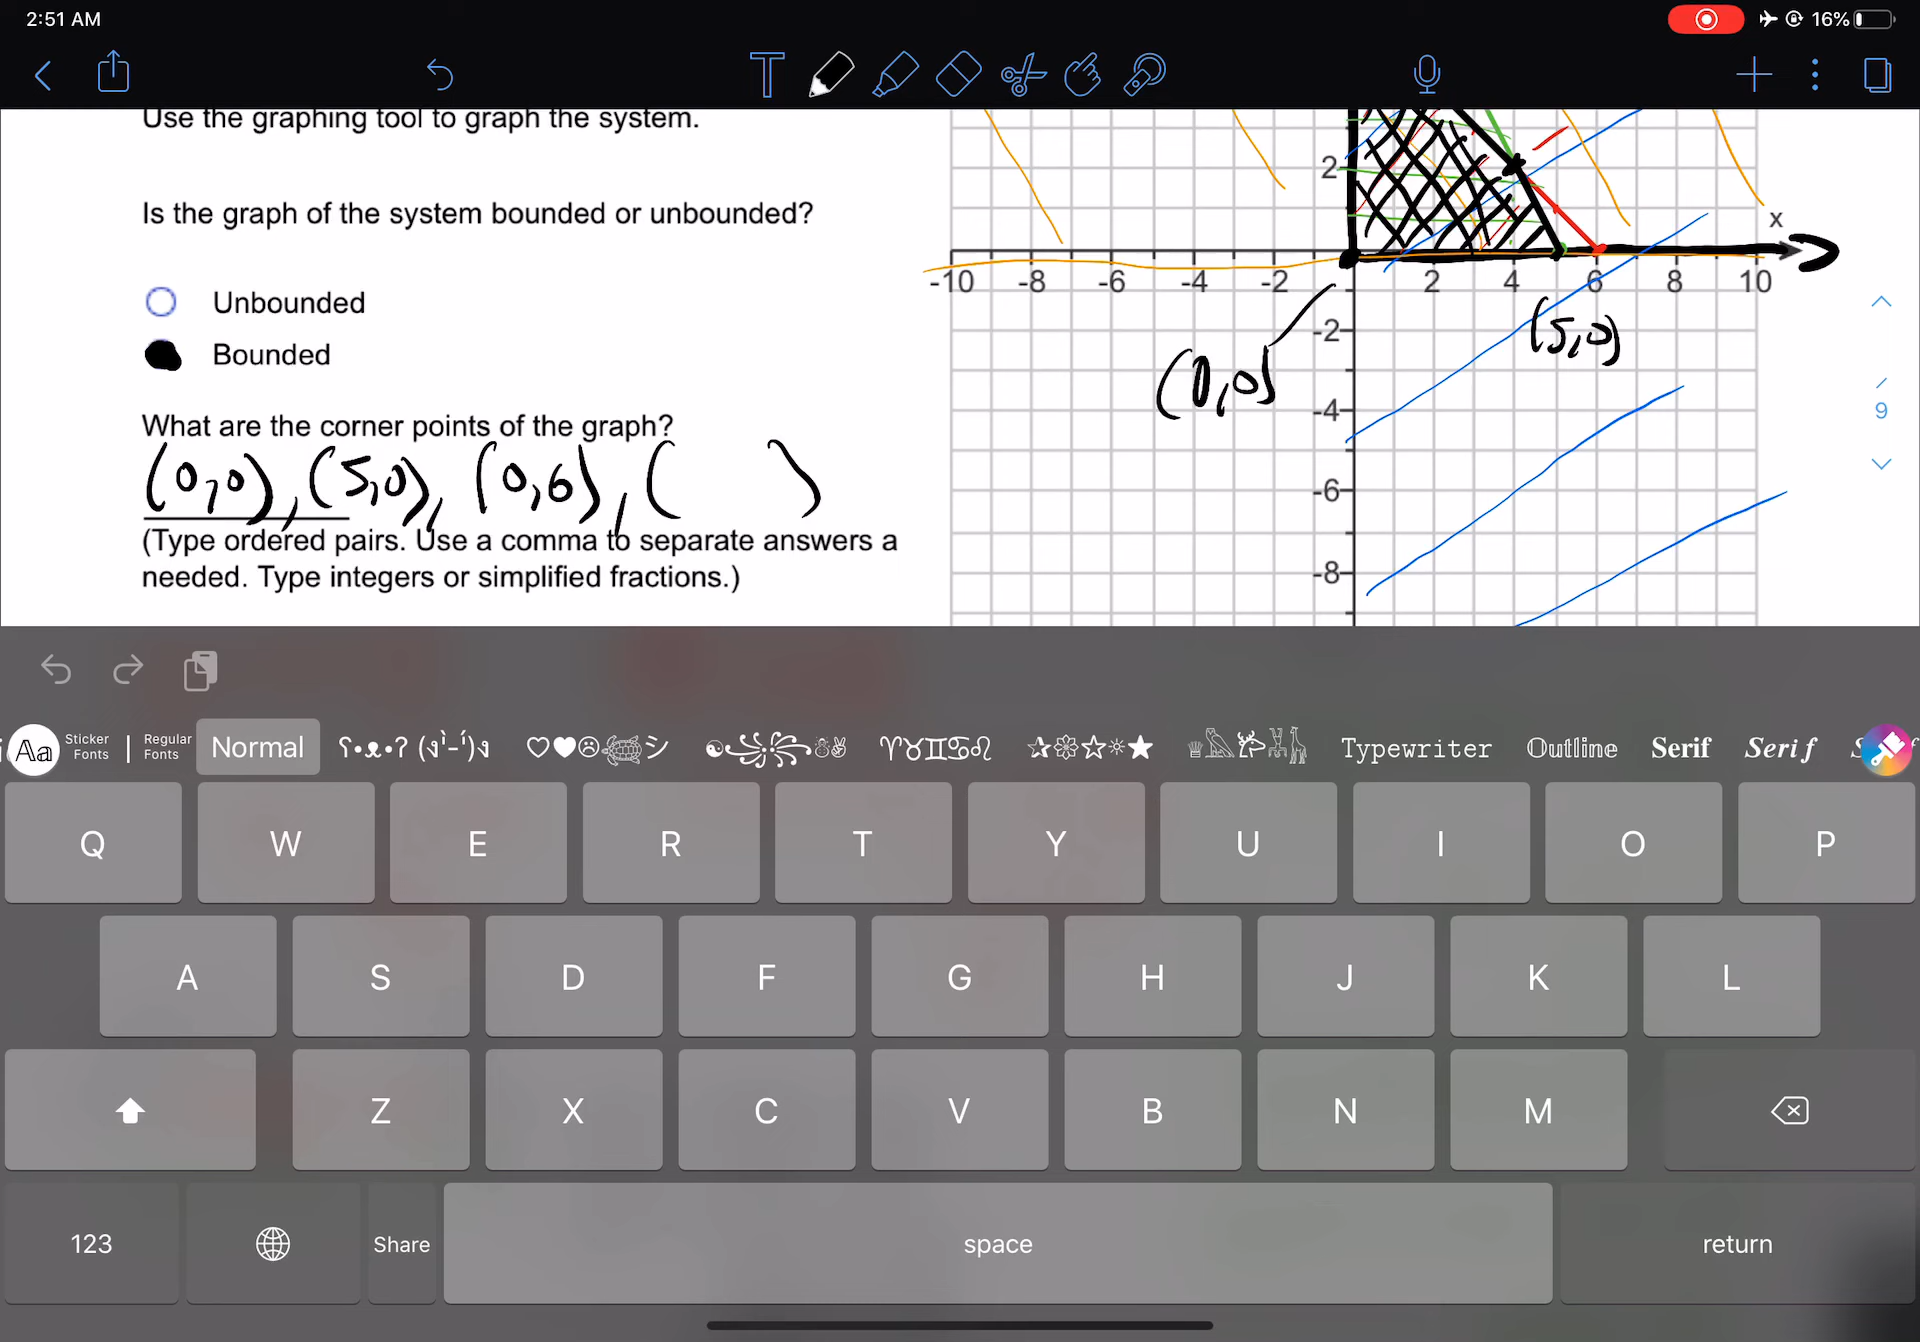 2:51 AM
16%
Use the graphing tool to graph the system.
Is the graph of the system bounded or unbounded?
Unbounded
Bounded
What are the corner points of the graph?
(0,0), (5,0), (0,6), ( )
(Type ordered pairs. Use a comma to separate answers a
needed. Type integers or simplified fractions.)
2
x
-10 -8 -6 -4 -2 2 4 6 8 10
-2
(5,0)
(0,0)
-4
9
-6
-8
Aa Sticker Fonts | Regular Fonts Normal ʕ•ᴥ•ʔ (ง'̀-'́)ง ♡♥☹シ ♈♉♊♋♌ Typewriter Outline Serif Serif
Q W E R T Y U I O P
A S D F G H J K L
Z X C V B N M
123 Share space return